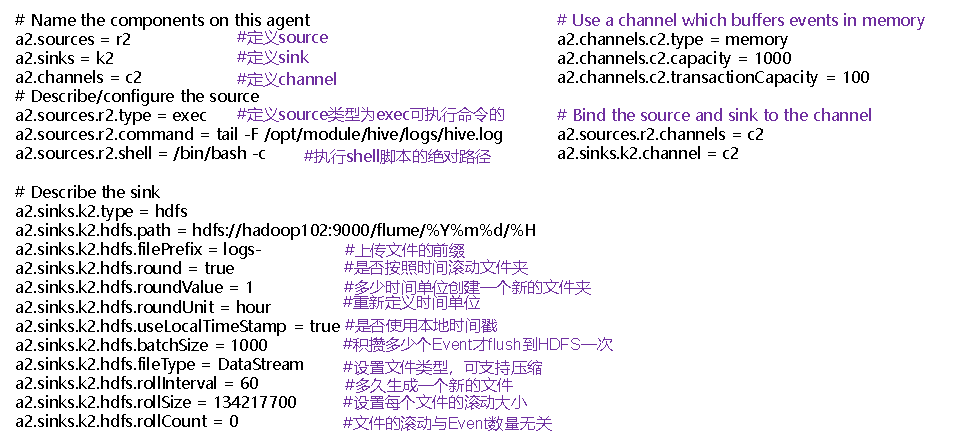 # Name the components on this agent
a2.sources = r2 #定义source
a2.sinks = k2 #定义sink
a2.channels = c2 #定义channel
# Describe/configure the source
a2.sources.r2.type = exec #定义source类型为exec可执行命令的
a2.sources.r2.command = tail -F /opt/module/hive/logs/hive.log
a2.sources.r2.shell = /bin/bash -c #执行shell脚本的绝对路径
# Describe the sink
a2.sinks.k2.type = hdfs
a2.sinks.k2.hdfs.path = hdfs://hadoop102:9000/flume/%Y%m%d/%H
a2.sinks.k2.hdfs.filePrefix = logs- #上传文件的前缀
a2.sinks.k2.hdfs.round = true #是否按照时间滚动文件夹
a2.sinks.k2.hdfs.roundValue = 1 #多少时间单位创建一个新的文件夹
a2.sinks.k2.hdfs.roundUnit = hour #重新定义时间单位
a2.sinks.k2.hdfs.useLocalTimeStamp = true #是否使用本地时间戳
a2.sinks.k2.hdfs.batchSize = 1000 #积攒多少个Event才flush到HDFS一次
a2.sinks.k2.hdfs.fileType = DataStream #设置文件类型，可支持压缩
a2.sinks.k2.hdfs.rollInterval = 60 #多久生成一个新的文件
a2.sinks.k2.hdfs.rollSize = 134217700 #设置每个文件的滚动大小
a2.sinks.k2.hdfs.rollCount = 0 #文件的滚动与Event数量无关
# Use a channel which buffers events in memory
a2.channels.c2.type = memory
a2.channels.c2.capacity = 1000
a2.channels.c2.transactionCapacity = 100
# Bind the source and sink to the channel
a2.sources.r2.channels = c2
a2.sinks.k2.channel = c2